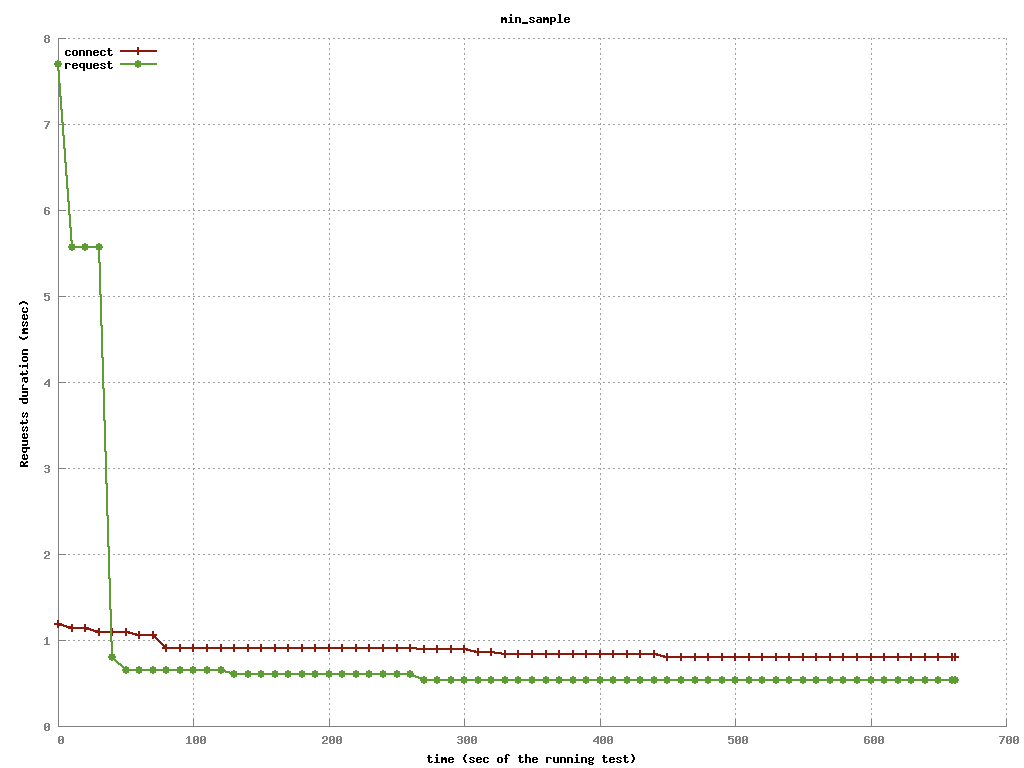 min_sample
connect
request
8
7
6
5
4
3
2
1
0
Requests duration (msec)
0 100 200 300 400 500 600 700
time (sec of the running test)